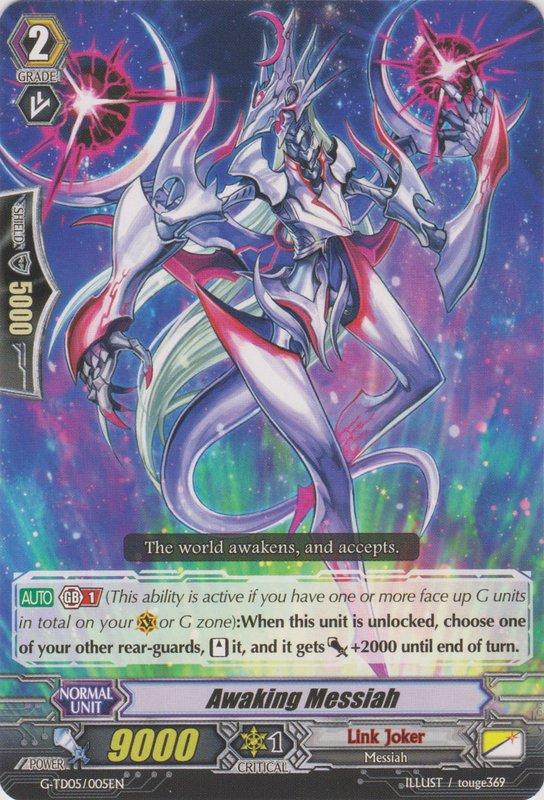 2
GRADE
SHIELD
5000
The world awakens, and accepts.
AUTO GB 1 (This ability is active if you have one or more face up G units
in total on your or G zone):When this unit is unlocked, choose one
of your other rear-guards, it, and it gets +2000 until end of turn.
NORMAL
UNIT
Awaking Messiah
POWER 9000
1
CRITICAL
Link Joker
Messiah
G-TD05/005EN
ILLUST / touge369